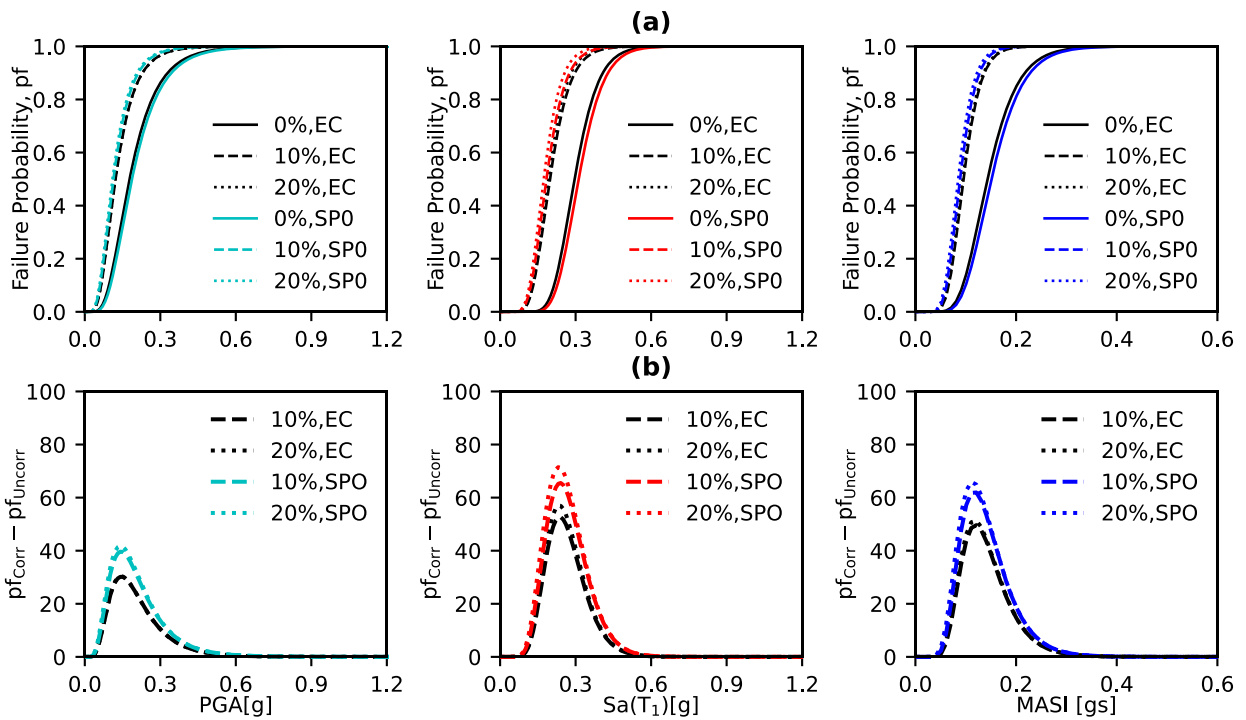 (a)
Failure Probability, pf
1.0
0.8
0.6
0.4
0.2
0.0
0%,EC
10%,EC
20%,EC
0%,SP0
10%,SP0
20%,SP0
0.0 0.3 0.6 0.9 1.2
Failure Probability, pf
1.0
0.8
0.6
0.4
0.2
0.0
0%,EC
10%,EC
20%,EC
0%,SP0
10%,SP0
20%,SP0
0.0 0.3 0.6 0.9 1.2
Failure Probability, pf
1.0
0.8
0.6
0.4
0.2
0.0
0%,EC
10%,EC
20%,EC
0%,SP0
10%,SP0
20%,SP0
0.0 0.2 0.4 0.6
(b)
pfCorr − pfUncorr
100
80
60
40
20
0
10%,EC
20%,EC
10%,SPO
20%,SPO
0.0 0.3 0.6 0.9 1.2
PGA[g]
pfCorr − pfUncorr
100
80
60
40
20
0
10%,EC
20%,EC
10%,SPO
20%,SPO
0.0 0.3 0.6 0.9 1.2
Sa(T1)[g]
pfCorr − pfUncorr
100
80
60
40
20
0
10%,EC
20%,EC
10%,SPO
20%,SPO
0.0 0.2 0.4 0.6
MASI [gs]